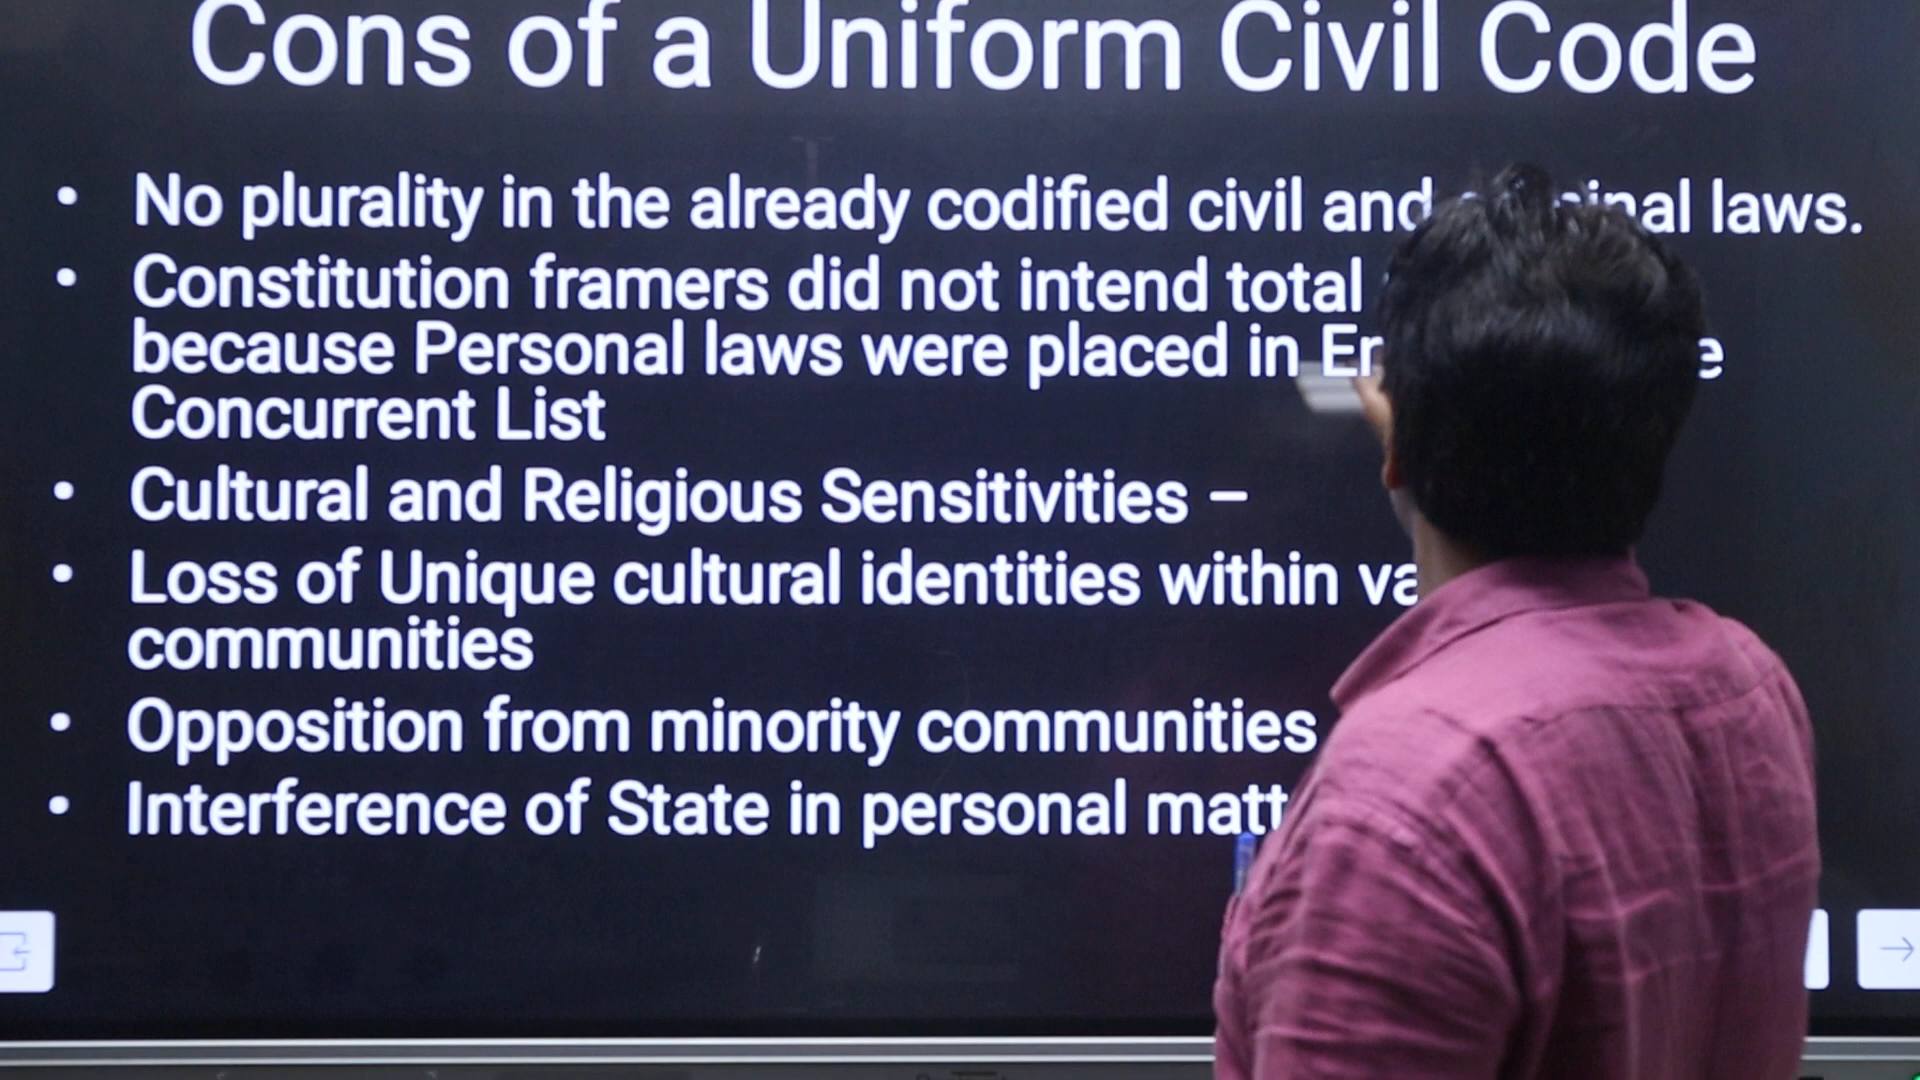 Cons of a Uniform Civil Code
• No plurality in the already codified civil and laws.
• Constitution framers did not intend total
because Personal laws were placed in
Concurrent List
• Cultural and Religious Sensitivities –
• Loss of Unique cultural identities within
communities
• Opposition from minority communities
• Interference of State in personal